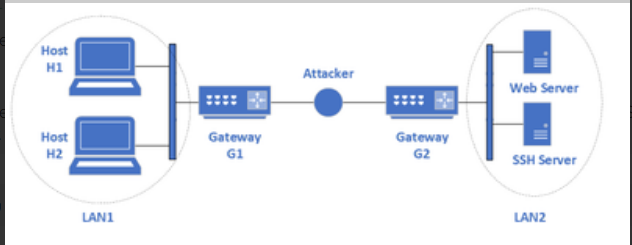 Host
H1
Attacker
Web Server
Gateway
G1
Gateway
G2
Host
H2
SSH Server
LAN1
LAN2